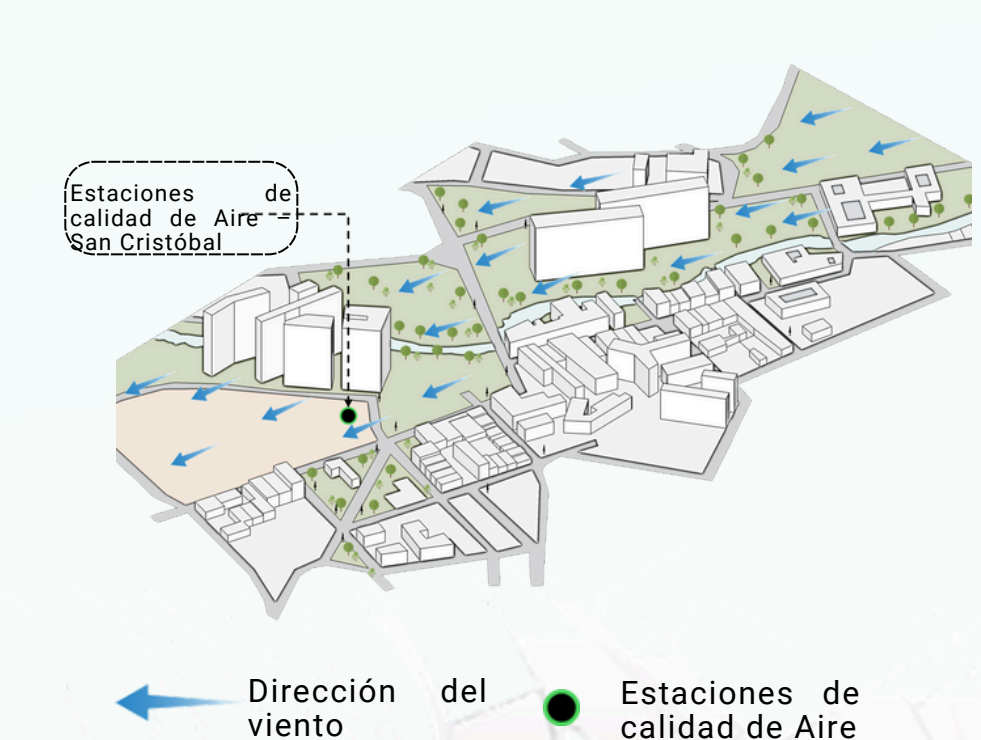 Estaciones de
calidad de Aire –
San Cristóbal
Dirección del
viento
Estaciones de
calidad de Aire